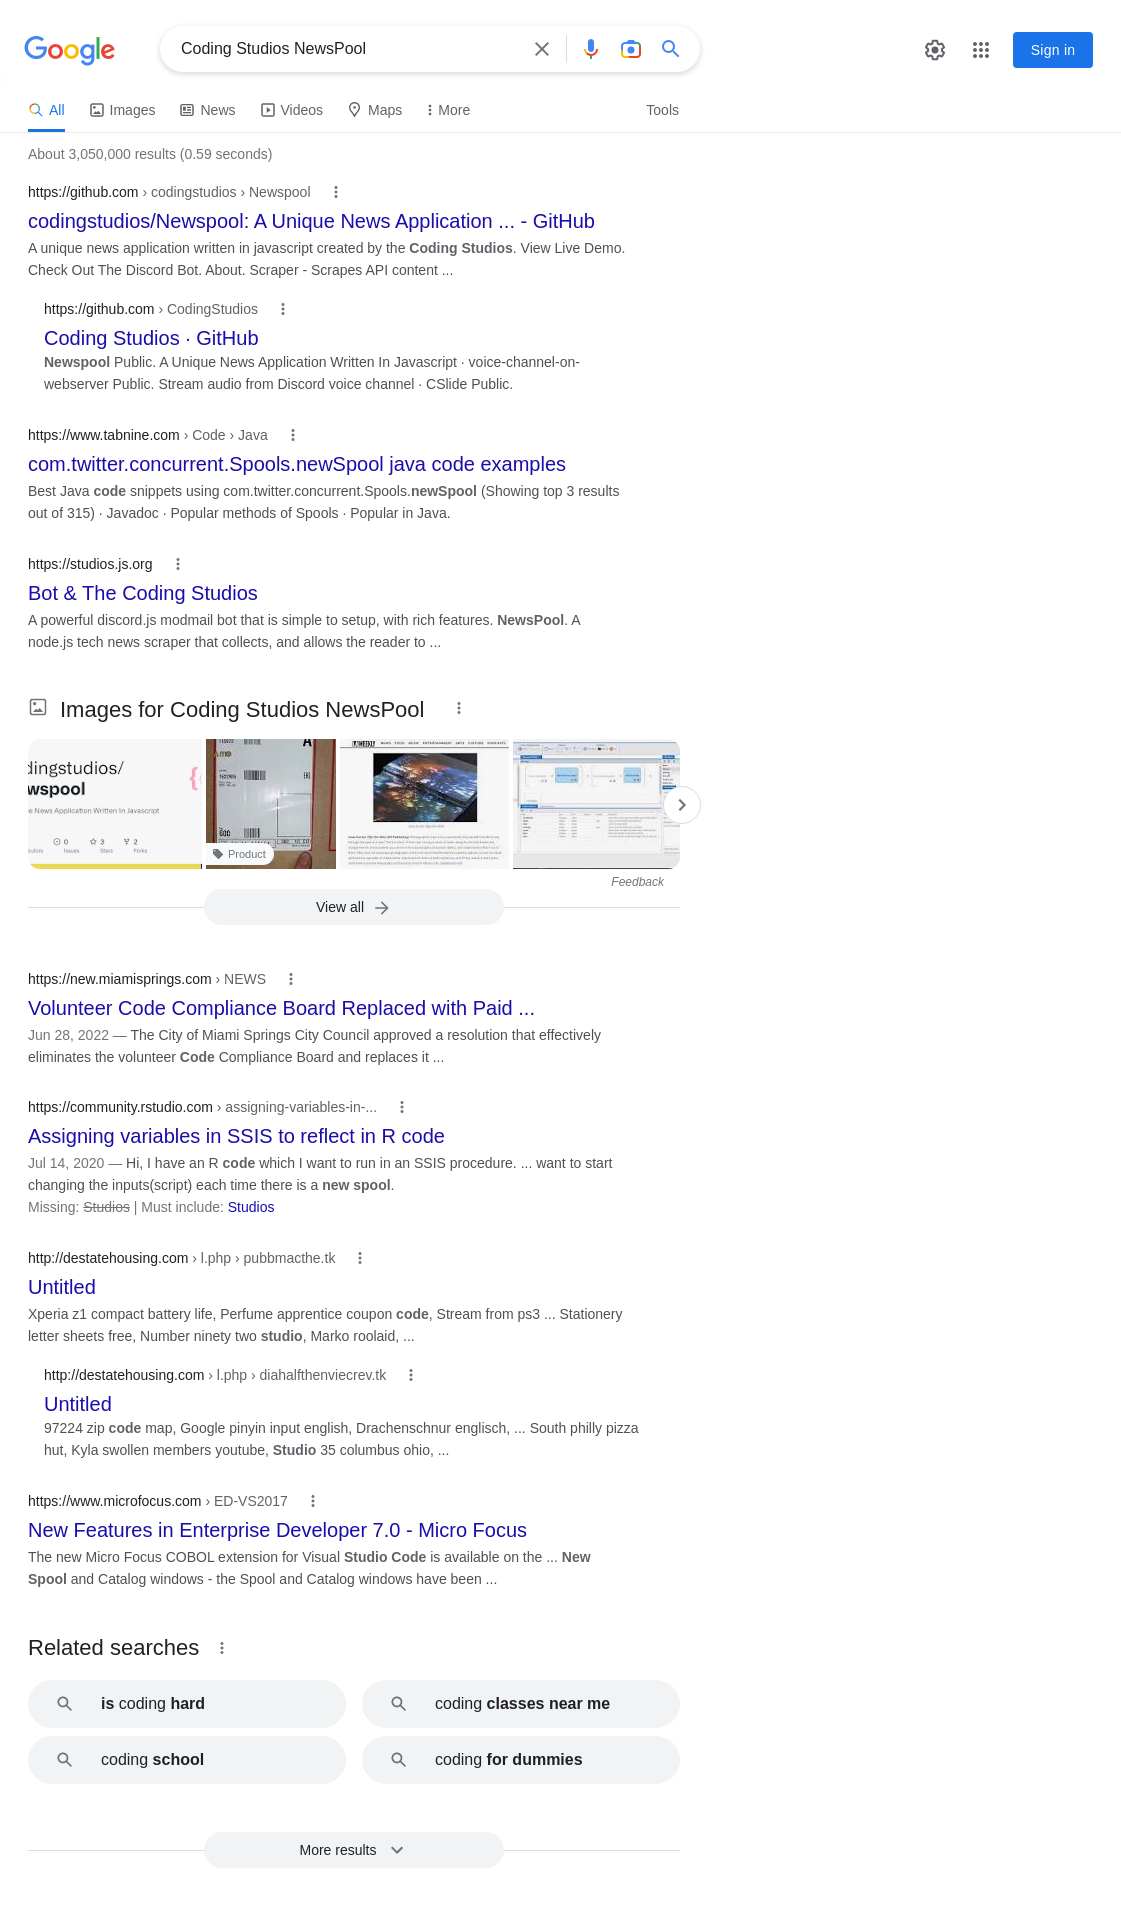 Google
Coding Studios NewsPool
Sign in
All Images News Videos Maps More Tools
About 3,050,000 results (0.59 seconds)
https://github.com › codingstudios › Newspool
codingstudios/Newspool: A Unique News Application ... - GitHub
A unique news application written in javascript created by the Coding Studios. View Live Demo.
Check Out The Discord Bot. About. Scraper - Scrapes API content ...
https://github.com › CodingStudios
Coding Studios · GitHub
Newspool Public. A Unique News Application Written In Javascript · voice-channel-on-
webserver Public. Stream audio from Discord voice channel · CSlide Public.
https://www.tabnine.com › Code › Java
com.twitter.concurrent.Spools.newSpool java code examples
Best Java code snippets using com.twitter.concurrent.Spools.newSpool (Showing top 3 results
out of 315) · Javadoc · Popular methods of Spools · Popular in Java.
https://studios.js.org
Bot & The Coding Studios
A powerful discord.js modmail bot that is simple to setup, with rich features. NewsPool. A
node.js tech news scraper that collects, and allows the reader to ...
Images for Coding Studios NewsPool
dingstudios/
wspool
e News Application Written In Javascript
0 3 2
butors Issues Stars Forks
Product
Feedback
View all
https://new.miamisprings.com › NEWS
Volunteer Code Compliance Board Replaced with Paid ...
Jun 28, 2022 — The City of Miami Springs City Council approved a resolution that effectively
eliminates the volunteer Code Compliance Board and replaces it ...
https://community.rstudio.com › assigning-variables-in-...
Assigning variables in SSIS to reflect in R code
Jul 14, 2020 — Hi, I have an R code which I want to run in an SSIS procedure. ... want to start
changing the inputs(script) each time there is a new spool.
Missing: Studios | Must include: Studios
http://destatehousing.com › l.php › pubbmacthe.tk
Untitled
Xperia z1 compact battery life, Perfume apprentice coupon code, Stream from ps3 ... Stationery
letter sheets free, Number ninety two studio, Marko roolaid, ...
http://destatehousing.com › l.php › diahalfthenviecrev.tk
Untitled
97224 zip code map, Google pinyin input english, Drachenschnur englisch, ... South philly pizza
hut, Kyla swollen members youtube, Studio 35 columbus ohio, ...
https://www.microfocus.com › ED-VS2017
New Features in Enterprise Developer 7.0 - Micro Focus
The new Micro Focus COBOL extension for Visual Studio Code is available on the ... New
Spool and Catalog windows - the Spool and Catalog windows have been ...
Related searches
is coding hard
coding classes near me
coding school
coding for dummies
More results